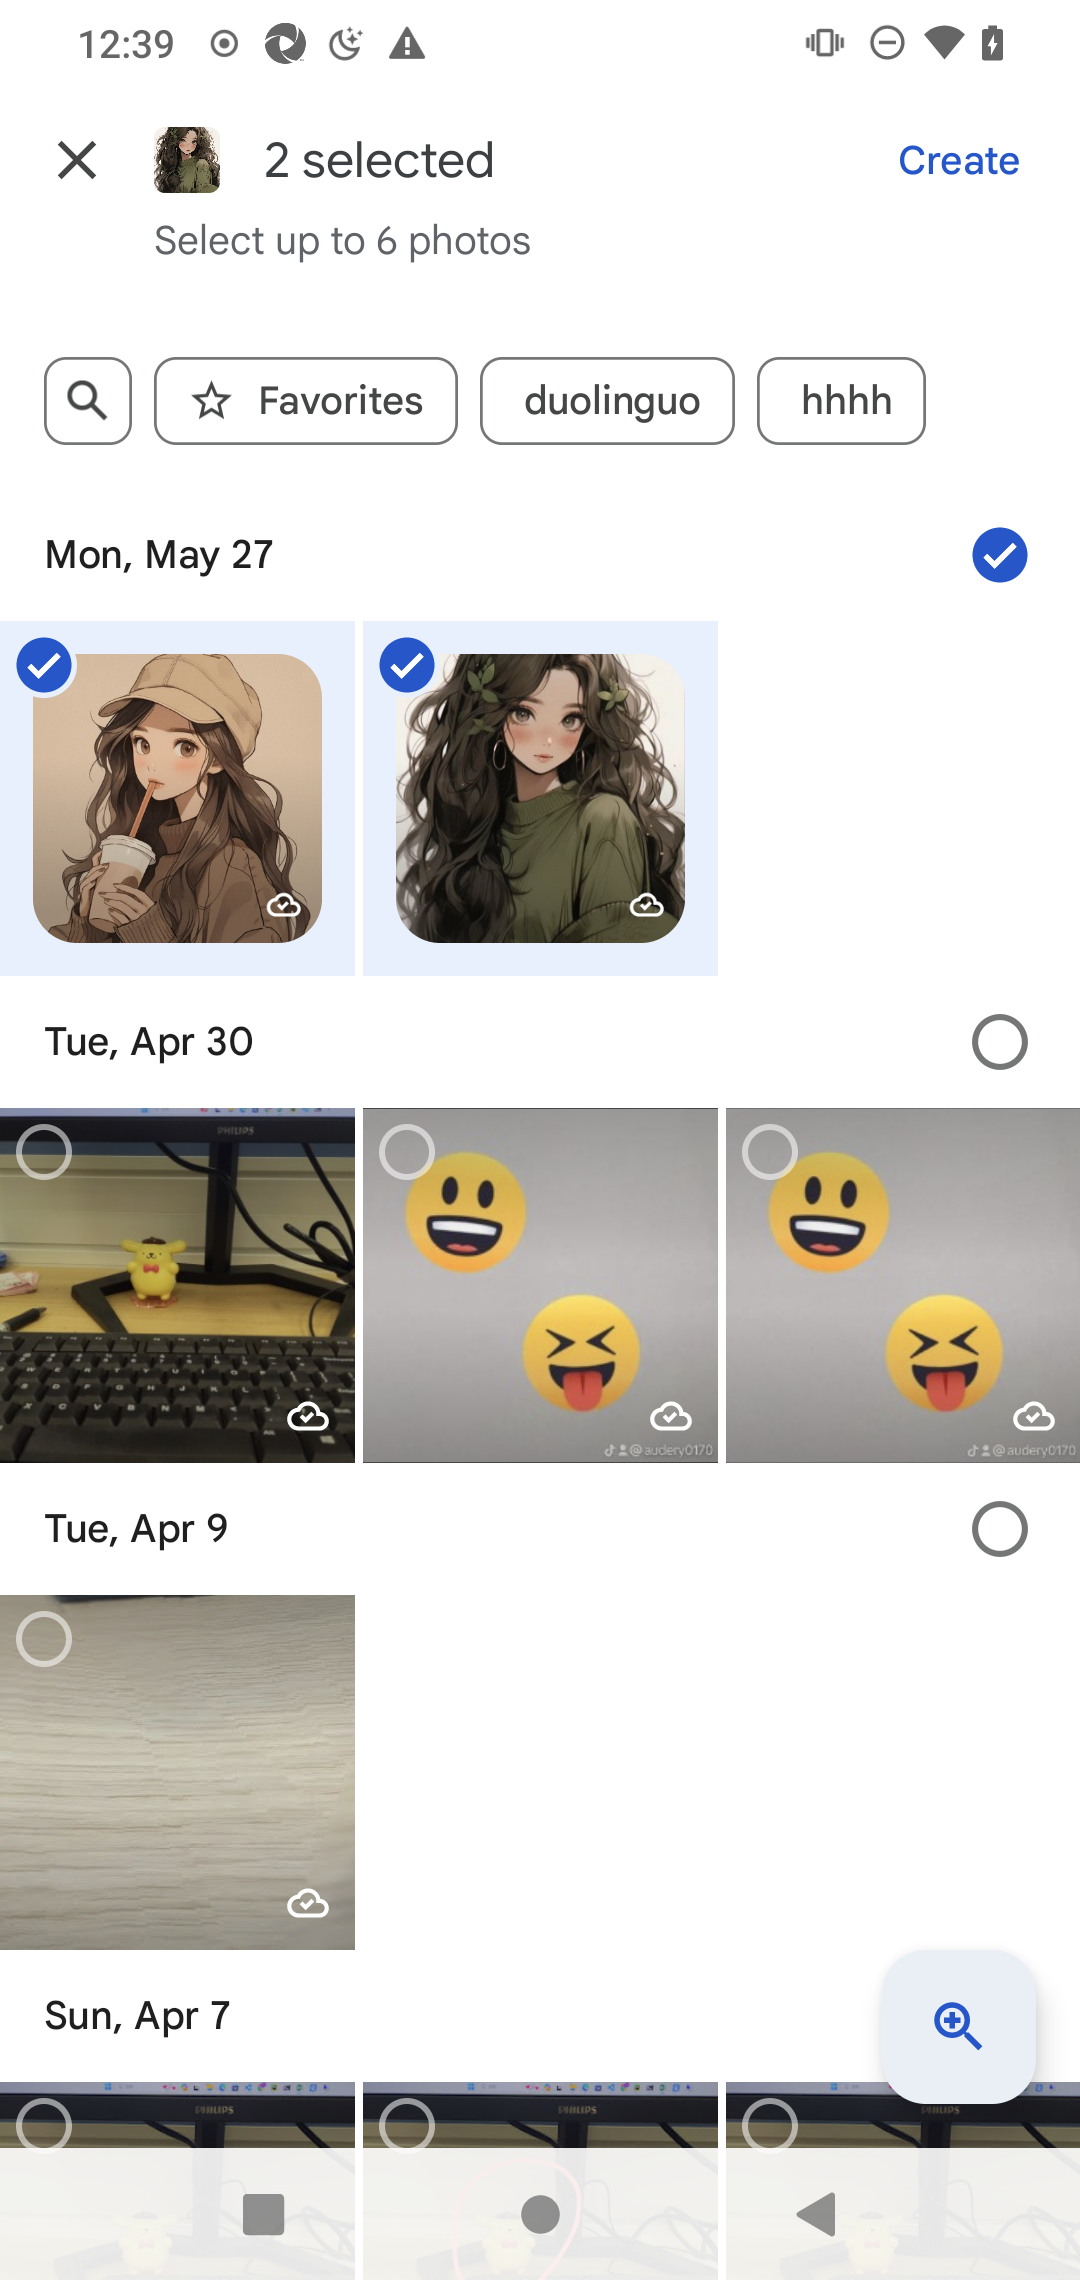 12:39
2 selected
Create
Select up to 6 photos
Favorites
duolinguo
hhhh
Mon, May 27
Tue, Apr 30
PHILIPS
@audery0170
@audery0170
Tue, Apr 9
Sun, Apr 7
PHILIPS
PHILIPS
PHILIPS